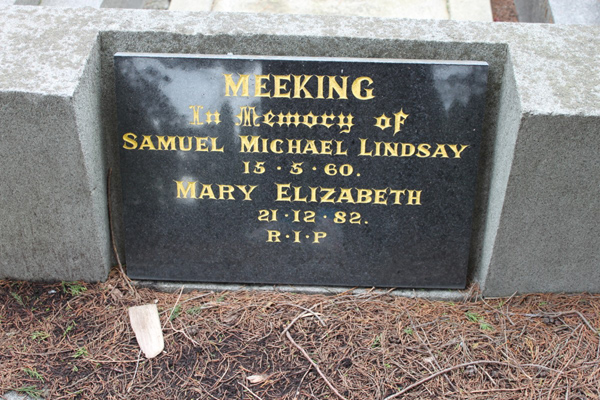 MEEKING
In Memory of
SAMUEL MICHAEL LINDSAY
15·5·60.
MARY ELIZABETH
21·12·82.
R·I·P